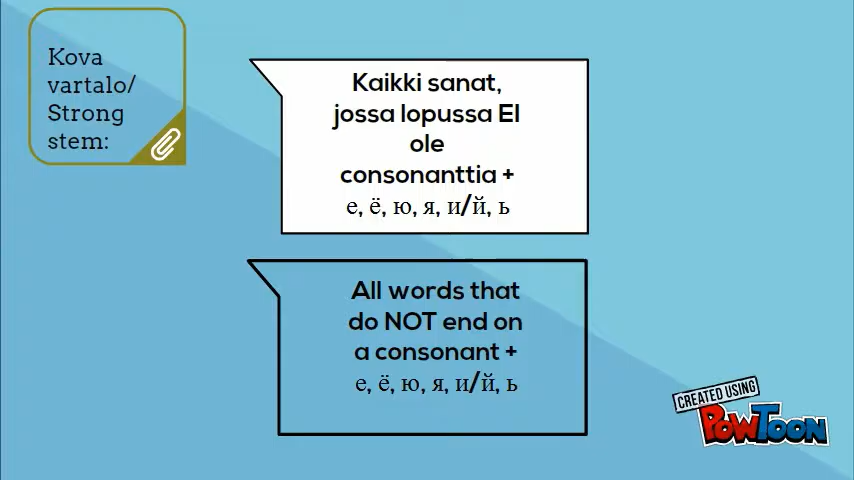 Kova
vartalo/
Strong
stem:
Kaikki sanat,
jossa lopussa EI
ole
consonanttia +
е, ё, ю, я, и/й, ь
All words that
do NOT end on
a consonant +
е, ё, ю, я, и/й, ь
CREATED USING
POWTOON